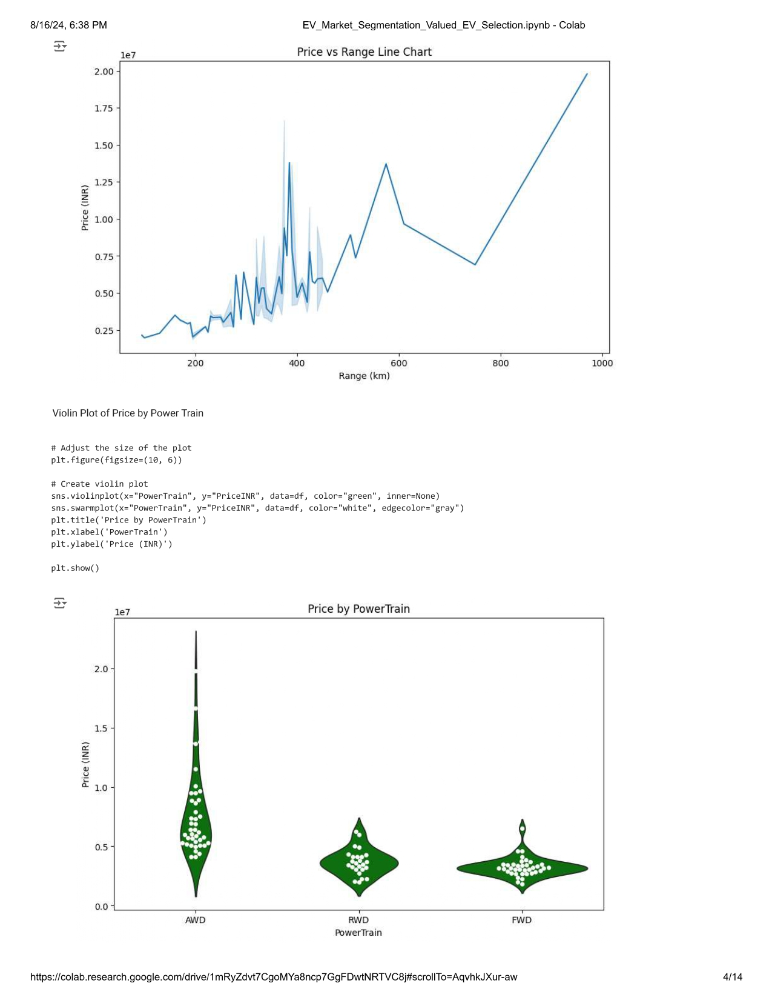 8/16/24, 6:38 PM EV_Market_Segmentation_Valued_EV_Selection.ipynb - Colab
Price vs Range Line Chart
1e7
2.00
1.75
1.50
1.25
1.00
0.75
0.50
0.25
Price (INR)
200 400 600 800 1000
Range (km)
Violin Plot of Price by Power Train
# Adjust the size of the plot
plt.figure(figsize=(10, 6))
# Create violin plot
sns.violinplot(x="PowerTrain", y="PriceINR", data=df, color="green", inner=None)
sns.swarmplot(x="PowerTrain", y="PriceINR", data=df, color="white", edgecolor="gray")
plt.title('Price by PowerTrain')
plt.xlabel('PowerTrain')
plt.ylabel('Price (INR)')
plt.show()
Price by PowerTrain
1e7
2.0
1.5
1.0
0.5
0.0
Price (INR)
AWD RWD FWD
PowerTrain
https://colab.research.google.com/drive/1mRyZdvt7CgoMYa8ncp7GgFDwtNRTVC8j#scrollTo=AqvhkJXur-aw 4/14